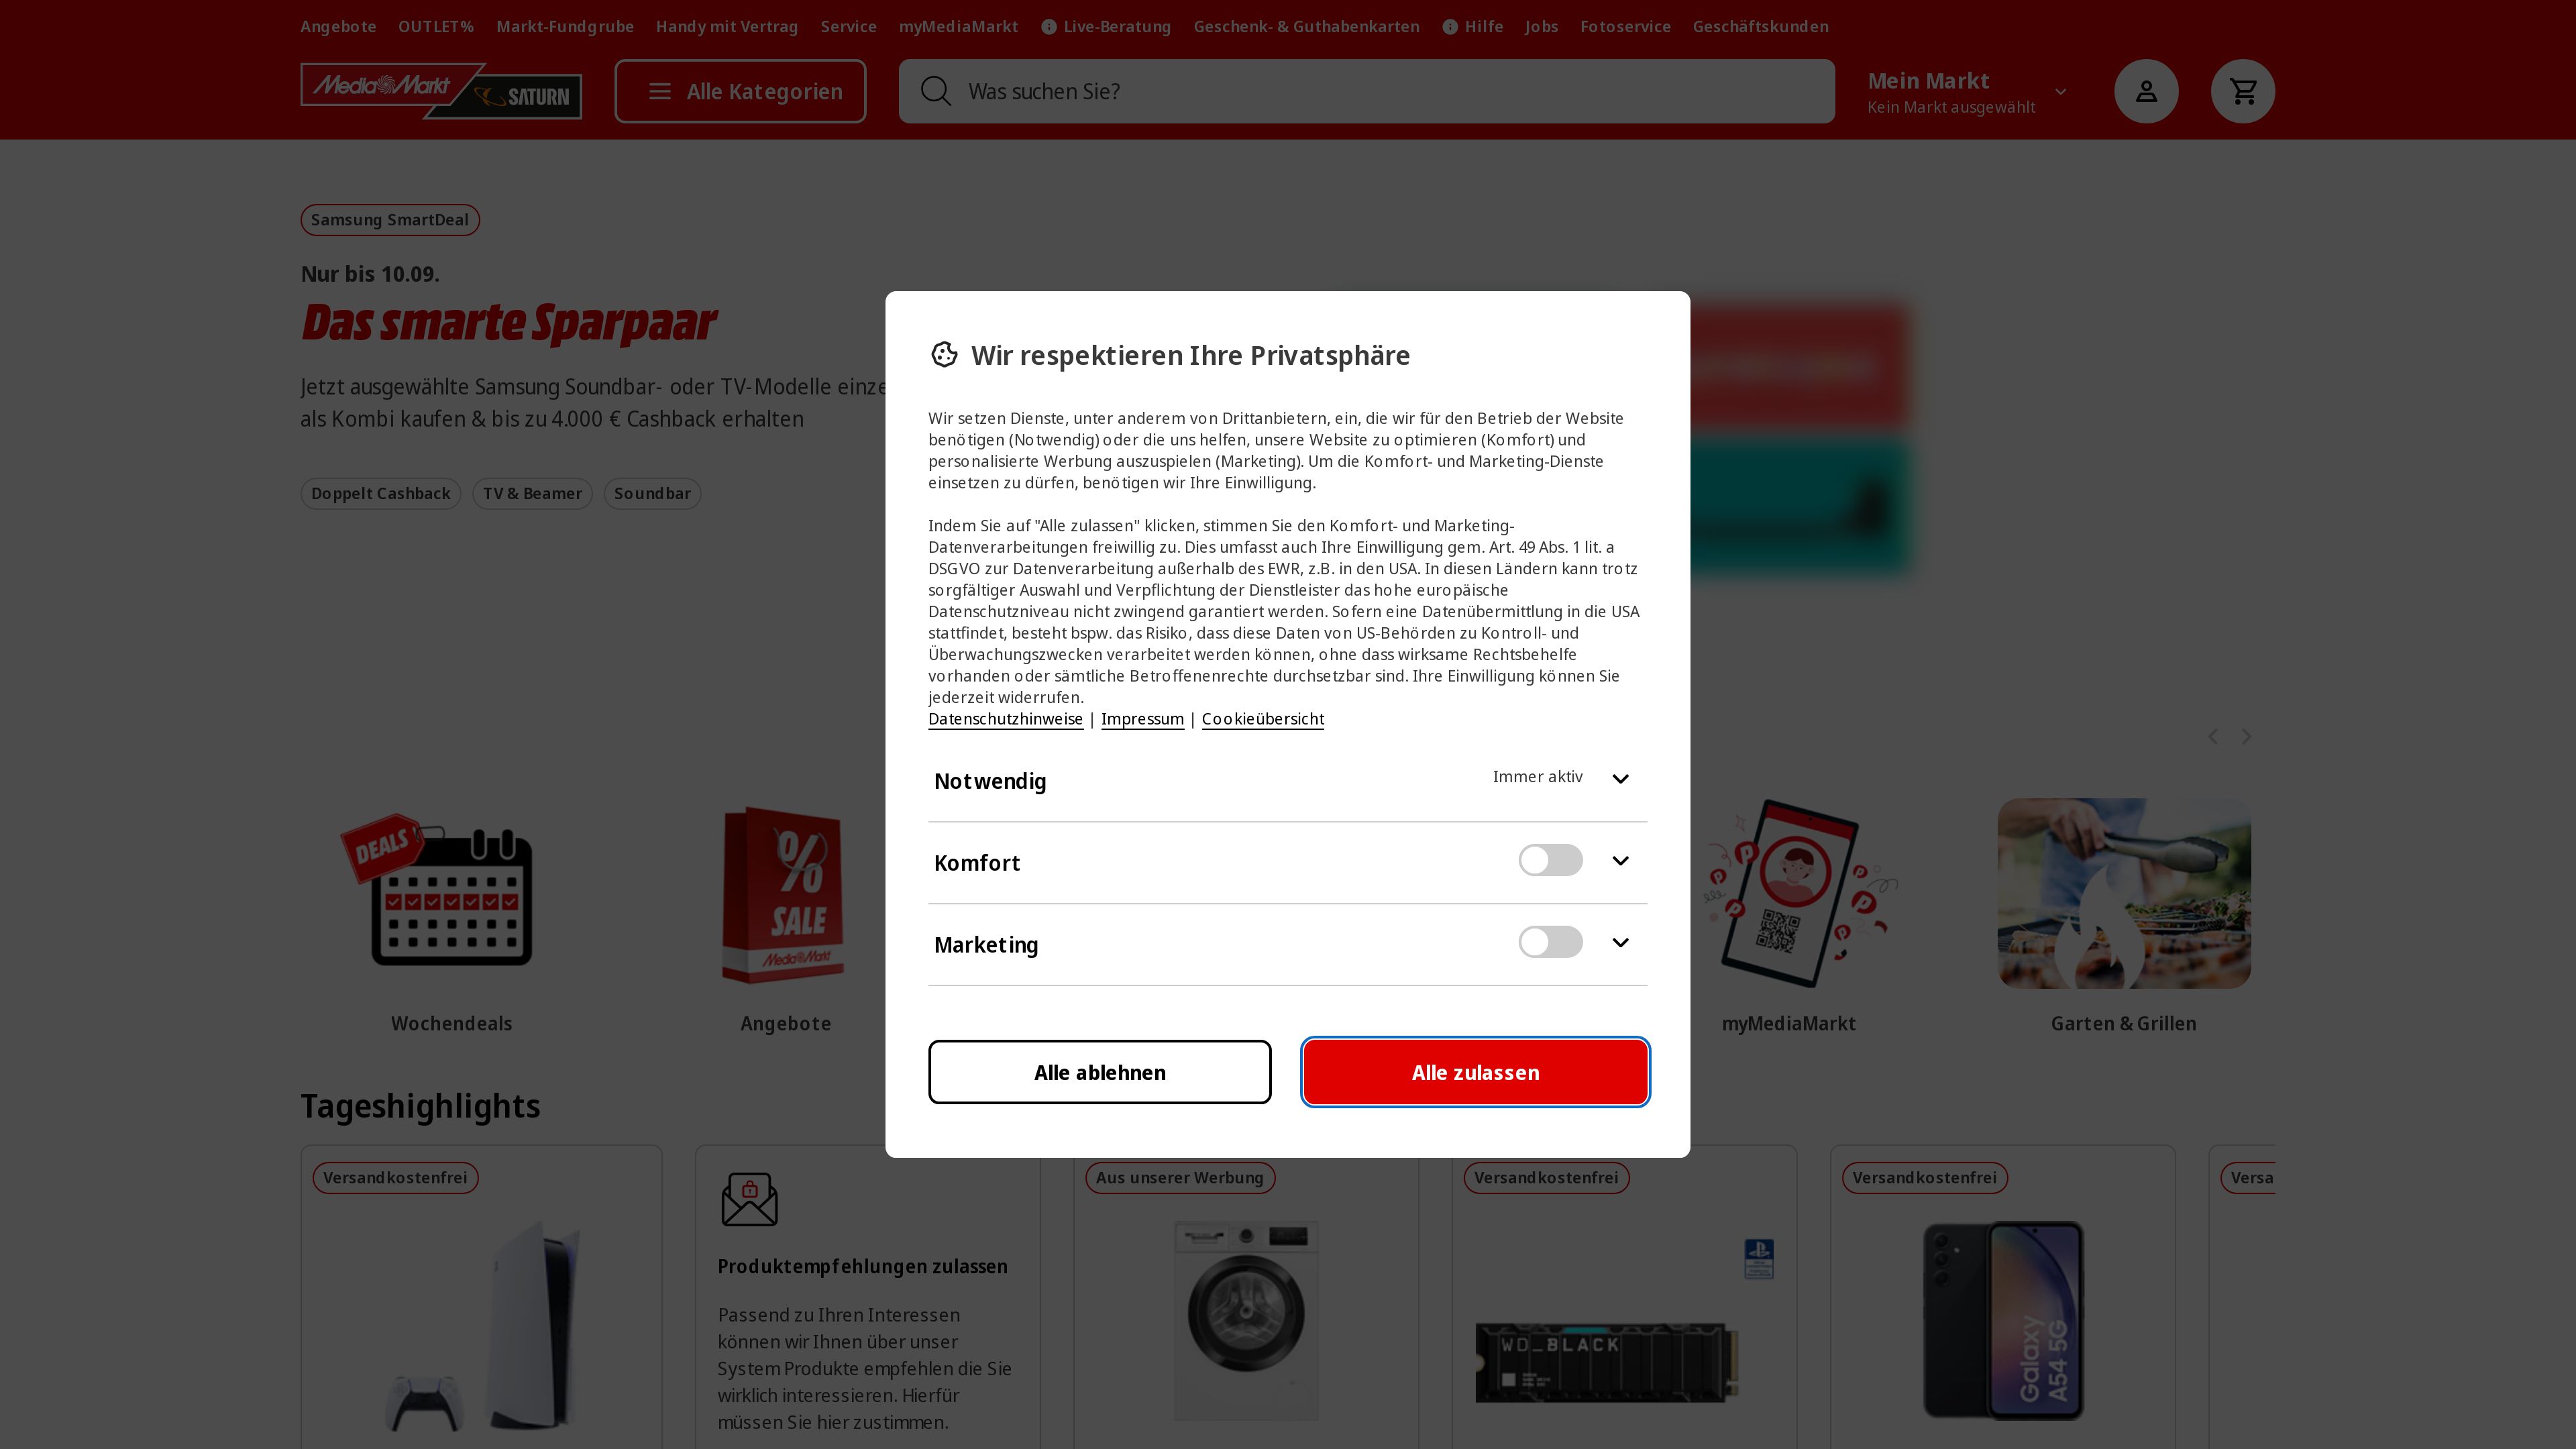 Angebote OUTLET% Markt-Fundgrube Handy mit Vertrag Service myMediaMarkt Live-Beratung Geschenk- & Guthabenkarten Hilfe Jobs Fotoservice Geschäftskunden
MediaMarkt SATURN
Alle Kategorien
Was suchen Sie?
Mein Markt
Kein Markt ausgewählt
Samsung SmartDeal
Nur bis 10.09.
Das smarte Sparpaar
Jetzt ausgewählte Samsung Soundbar- oder TV-Modelle einze
als Kombi kaufen & bis zu 4.000 € Cashback erhalten
Doppelt Cashback TV & Beamer Soundbar
Wir respektieren Ihre Privatsphäre
Wir setzen Dienste, unter anderem von Drittanbietern, ein, die wir für den Betrieb der Website
benötigen (Notwendig) oder die uns helfen, unsere Website zu optimieren (Komfort) und
personalisierte Werbung auszuspielen (Marketing). Um die Komfort- und Marketing-Dienste
einsetzen zu dürfen, benötigen wir Ihre Einwilligung.
Indem Sie auf "Alle zulassen" klicken, stimmen Sie den Komfort- und Marketing-
Datenverarbeitungen freiwillig zu. Dies umfasst auch Ihre Einwilligung gem. Art. 49 Abs. 1 lit. a
DSGVO zur Datenverarbeitung außerhalb des EWR, z.B. in den USA. In diesen Ländern kann trotz
sorgfältiger Auswahl und Verpflichtung der Dienstleister das hohe europäische
Datenschutzniveau nicht zwingend garantiert werden. Sofern eine Datenübermittlung in die USA
stattfindet, besteht bspw. das Risiko, dass diese Daten von US-Behörden zu Kontroll- und
Überwachungszwecken verarbeitet werden können, ohne dass wirksame Rechtsbehelfe
vorhanden oder sämtliche Betroffenenrechte durchsetzbar sind. Ihre Einwilligung können Sie
jederzeit widerrufen.
Datenschutzhinweise | Impressum | Cookieübersicht
Notwendig Immer aktiv
Komfort
Marketing
Alle ablehnen Alle zulassen
DEALS
%
SALE
MediaMarkt
Wochendeals Angebote myMediaMarkt Garten & Grillen
Tageshighlights
Versandkostenfrei
Produktempfehlungen zulassen
Passend zu Ihren Interessen
können wir Ihnen über unser
System Produkte empfehlen die Sie
wirklich interessieren. Hierfür
müssen Sie hier zustimmen.
Aus unserer Werbung
Versandkostenfrei
WD_BLACK
Versandkostenfrei
Galaxy
A54 5G
Versa